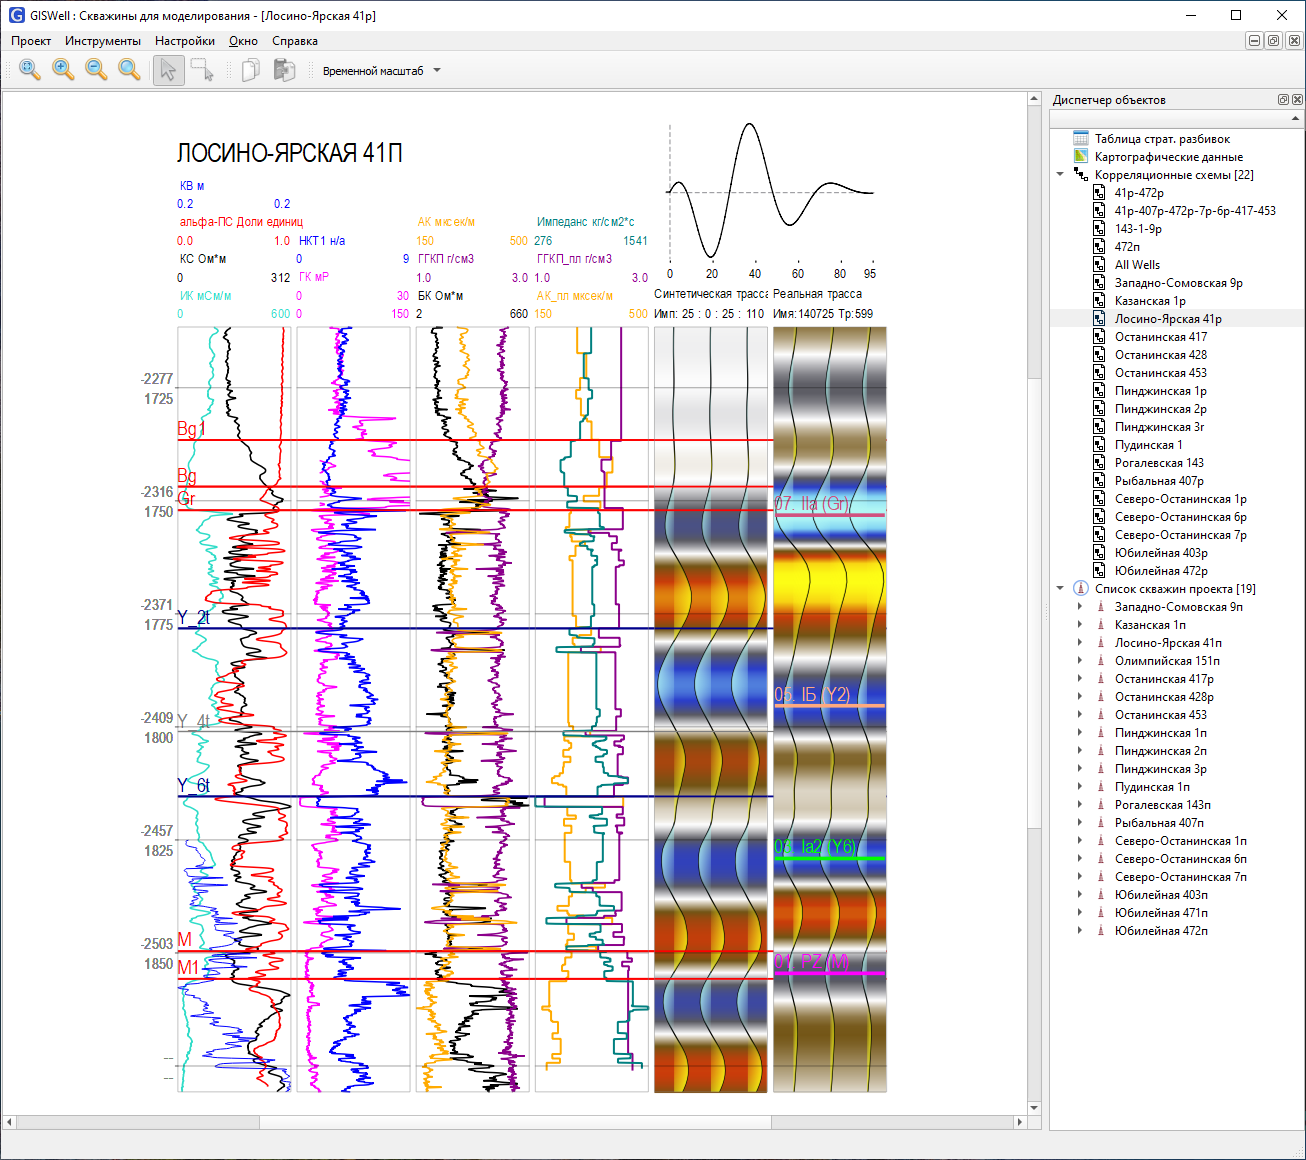 GISWell : Скважины для моделирования - [Лосино-Ярская 41р]
Проект Инструменты Настройки Окно Справка
Временной масштаб
ЛОСИНО-ЯРСКАЯ 41П
КВ м
0.2 0.2
альфа-ПС Доли единиц АК мксек/м Импеданс кг/см2*с
0.0 1.0 НКТ1 н/а 150 500 276 1541
КС Ом*м 0 9 ГГКП г/см3 ГГКП_пл г/см3
0 312 ГК мР 1.0 3.0 1.0 3.0
ИК мСм/м 0 30 БК Ом*м АК_пл мксек/м
0 600 0 150 2 660 150 500
0 20 40 60 80 95
Синтетическая трасса Реальная трасса
Имп: 25 : 0 : 25 : 110 Имя:140725 Тр:599
-2277
1725
Bg1
Bg
-2316
Gr
07. IIa (Gr)
1750
-2371
Y_2t
1775
05. IБ (Y2)
-2409
Y_4t
1800
Y_6t
-2457
03. Ia2 (Y6)
1825
M
-2503
01. PZ (M)
1850
M1
--
--
Диспетчер объектов
Таблица страт. разбивок
Картографические данные
Корреляционные схемы [22]
41р-472р
41р-407р-472р-7р-6р-417-453
143-1-9р
472п
All Wells
Западно-Сомовская 9р
Казанская 1р
Лосино-Ярская 41р
Останинская 417
Останинская 428
Останинская 453
Пинджинская 1р
Пинджинская 2р
Пинджинская 3г
Пудинская 1
Рогалевская 143
Рыбальная 407р
Северо-Останинская 1р
Северо-Останинская 6р
Северо-Останинская 7р
Юбилейная 403р
Юбилейная 472р
Список скважин проекта [19]
Западно-Сомовская 9п
Казанская 1п
Лосино-Ярская 41п
Олимпийская 151п
Останинская 417р
Останинская 428р
Останинская 453
Пинджинская 1п
Пинджинская 2п
Пинджинская 3р
Пудинская 1п
Рогалевская 143п
Рыбальная 407п
Северо-Останинская 1п
Северо-Останинская 6п
Северо-Останинская 7п
Юбилейная 403п
Юбилейная 471п
Юбилейная 472п